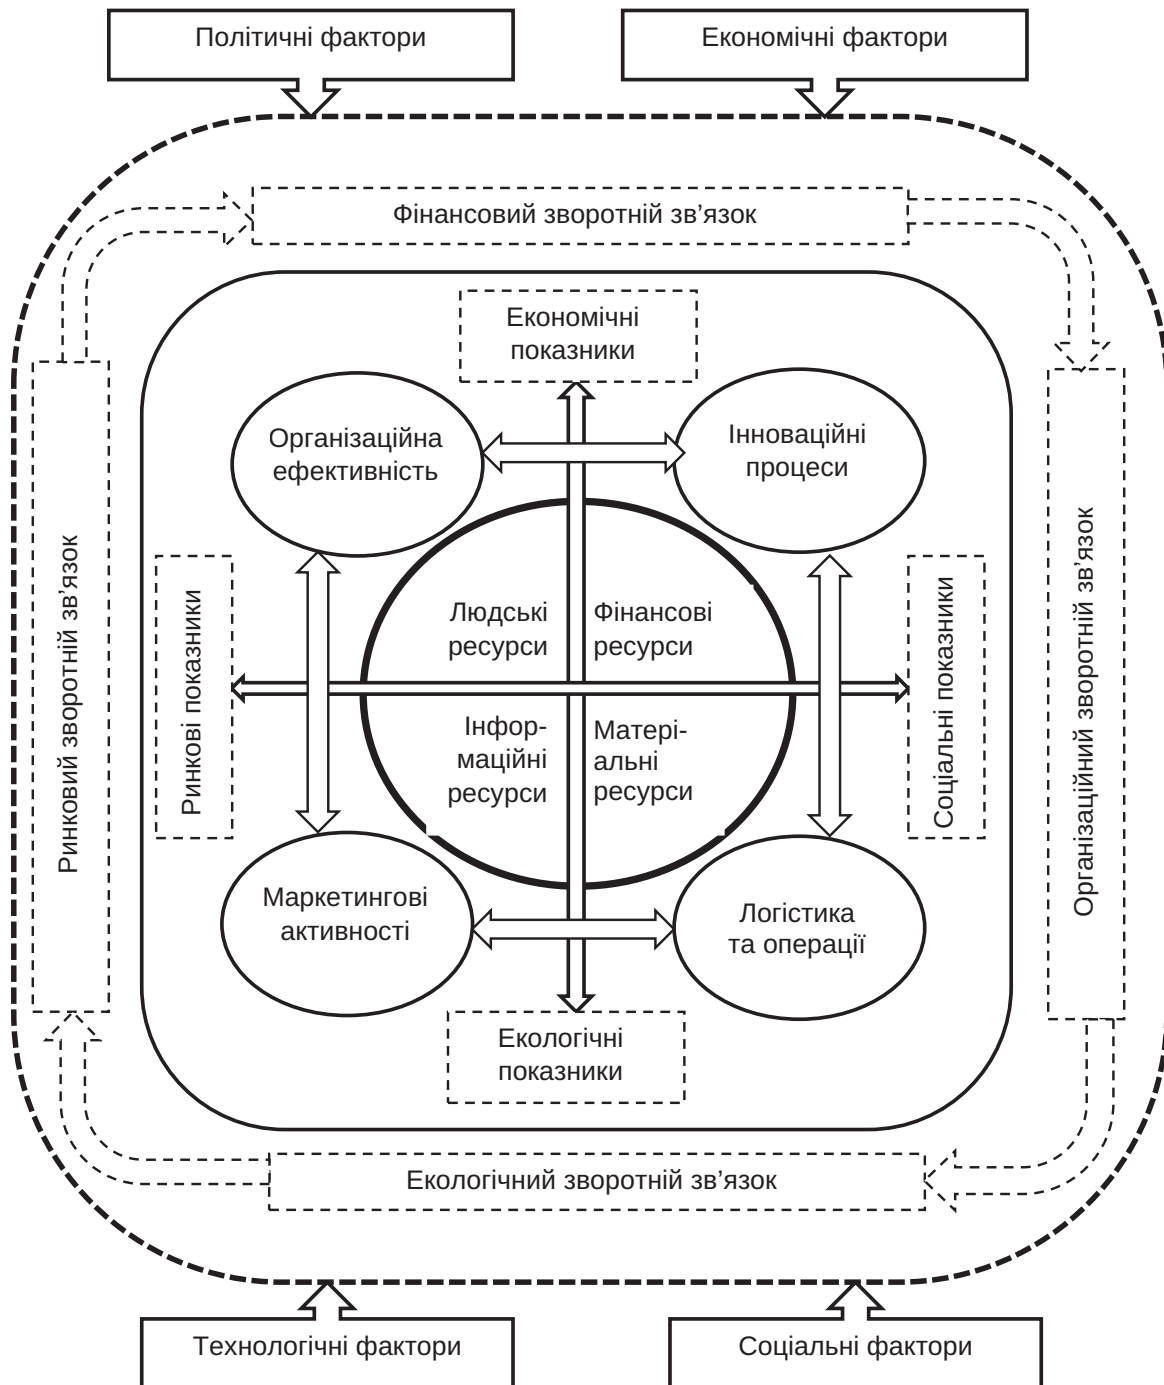 Політичні фактори
Економічні фактори
Фінансовий зворотній зв’язок
Економічні
показники
Організаційна
ефективність
Інноваційні
процеси
Ринковий зворотній зв’язок
Ринкові показники
Людські
ресурси
Фінансові
ресурси
Інфор-
маційні
ресурси
Матері-
альні
ресурси
Соціальні показники
Організаційний зворотній зв’язок
Маркетингові
активності
Логістика
та операції
Екологічні
показники
Екологічний зворотній зв’язок
Технологічні фактори
Соціальні фактори